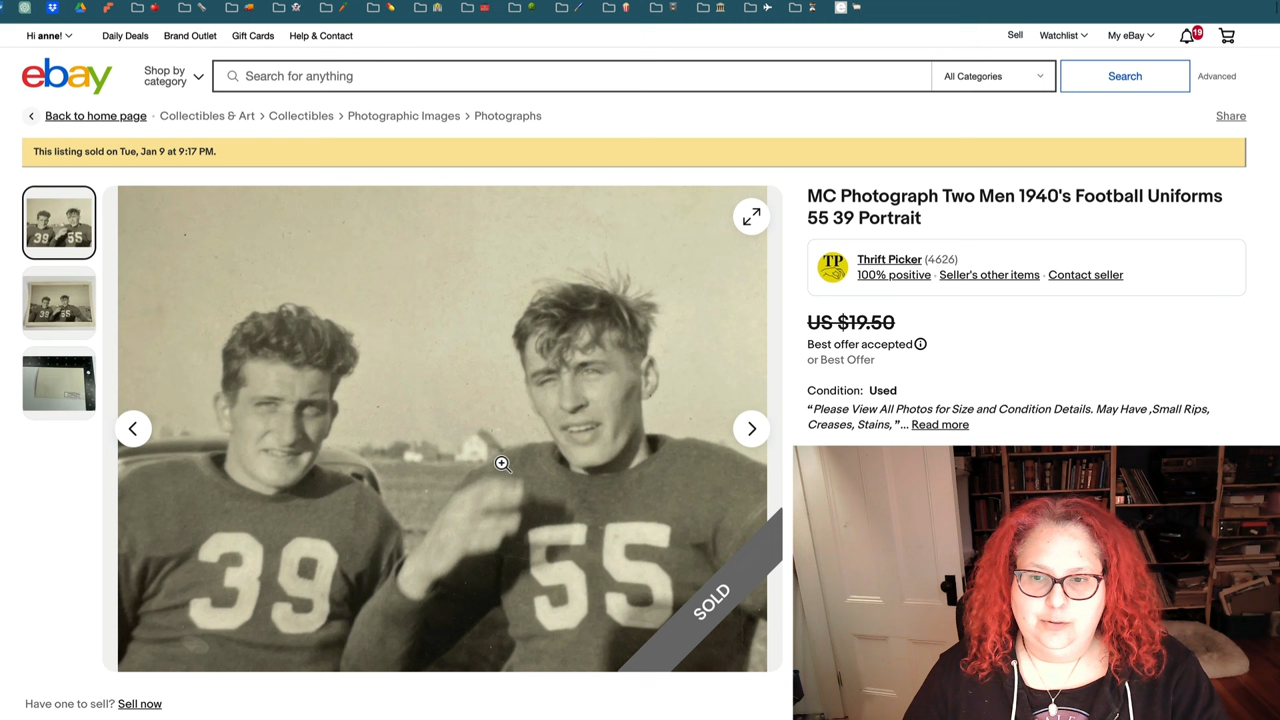 Hi anne!
Daily Deals
Brand Outlet
Gift Cards
Help & Contact
Sell
Watchlist
My eBay
19
ebay
Shop by
category
Search for anything
All Categories
Search
Advanced
Back to home page
Collectibles & Art
Collectibles
Photographic Images
Photographs
Share
This listing sold on Tue, Jan 9 at 9:17 PM.
39
55
SOLD
MC Photograph Two Men 1940's Football Uniforms
55 39 Portrait
TP
Thrift Picker (4626)
100% positive · Seller's other items · Contact seller
US $19.50
Best offer accepted
or Best Offer
Condition: Used
“Please View All Photos for Size and Condition Details. May Have ,Small Rips,
Creases, Stains, ”... Read more
Have one to sell? Sell now